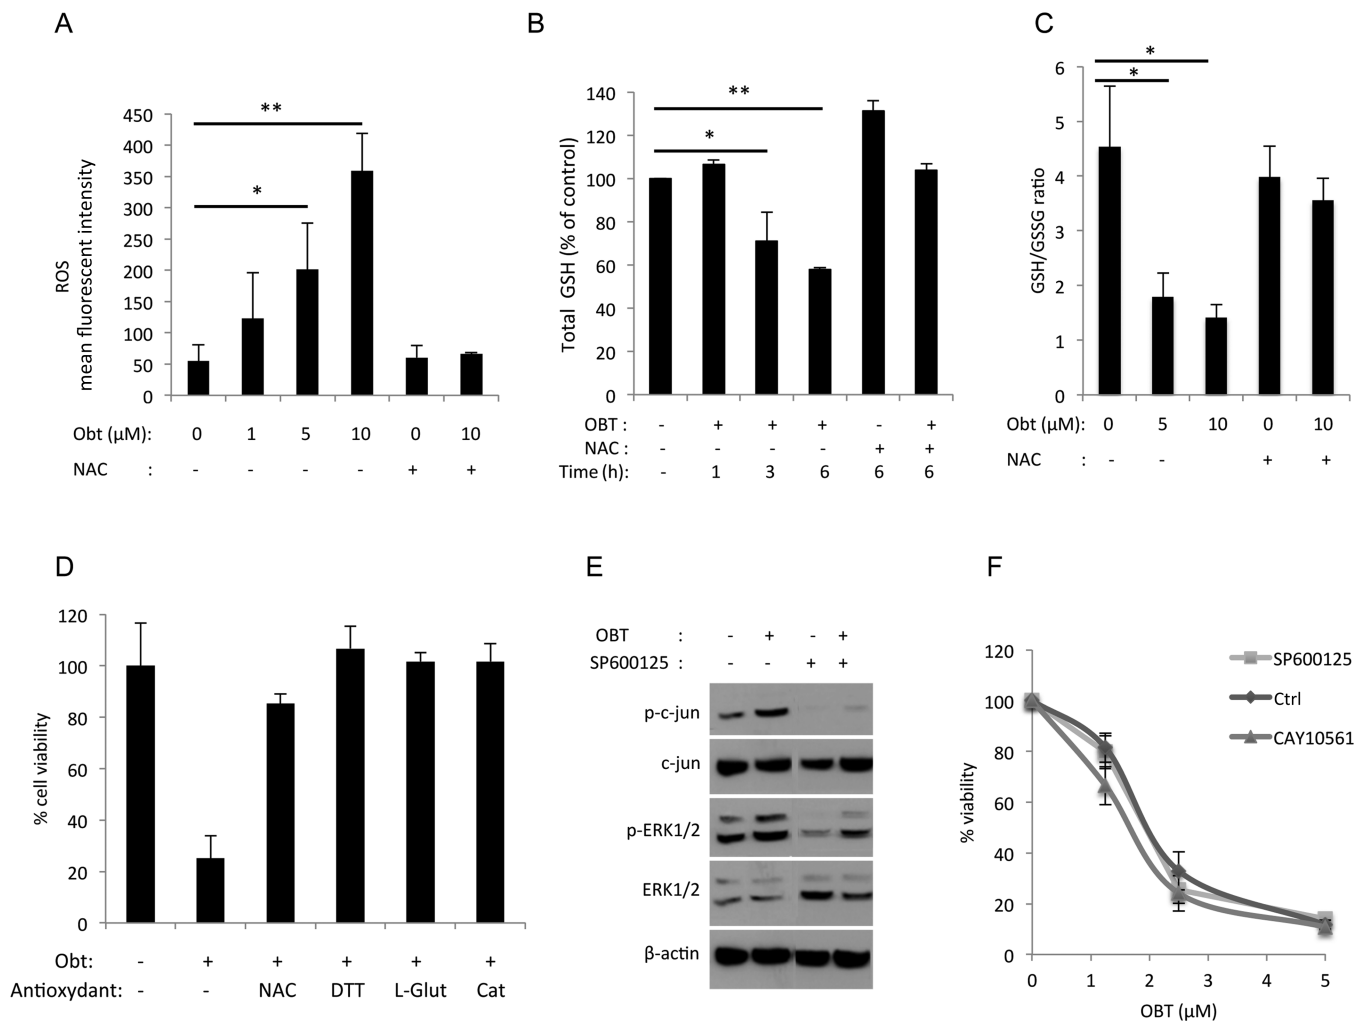 A
**
*
450
400
350
300
250
200
150
100
50
0
ROS
mean fluorescent intensity
Obt (µM): 0 1 5 10 0 10
NAC : - - - - + +
B
**
*
140
120
100
80
60
40
20
0
Total GSH (% of control)
OBT : - + + + - +
NAC : - - - - + +
Time (h): - 1 3 6 6 6
C
*
*
6
5
4
3
2
1
0
GSH/GSSG ratio
Obt (µM): 0 5 10 0 10
NAC : - - + +
D
120
100
80
60
40
20
0
% cell viability
Obt: - + + + + +
Antioxydant: - - NAC DTT L-Glut Cat
E
OBT : - + - +
SP600125 : - - + +
p-c-jun
c-jun
p-ERK1/2
ERK1/2
β-actin
F
120
100
80
60
40
20
0
% viability
SP600125
Ctrl
CAY10561
0 1 2 3 4 5
OBT (µM)